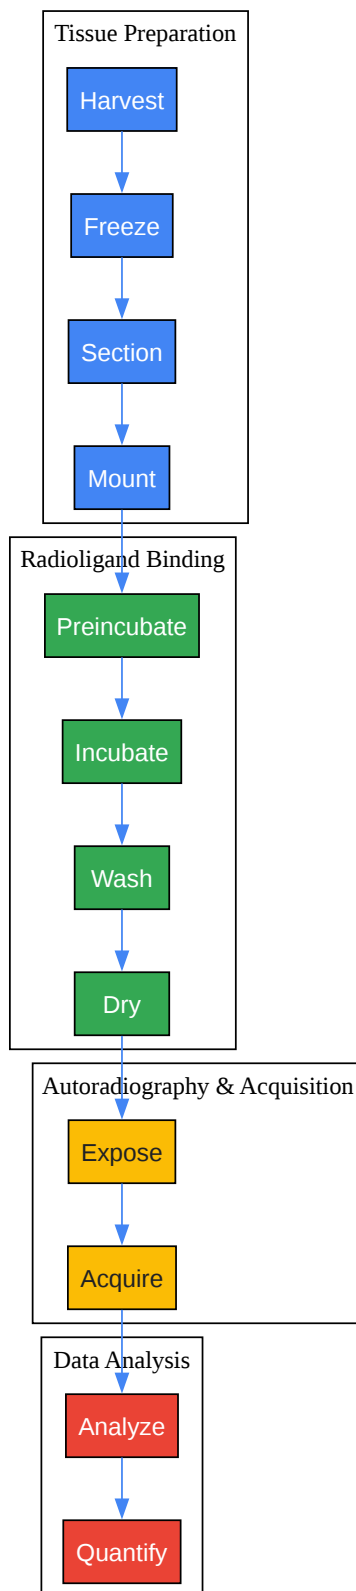 Tissue Preparation
Harvest
Freeze
Section
Mount
Radioligand Binding
Preincubate
Incubate
Wash
Dry
Autoradiography & Acquisition
Expose
Acquire
Data Analysis
Analyze
Quantify